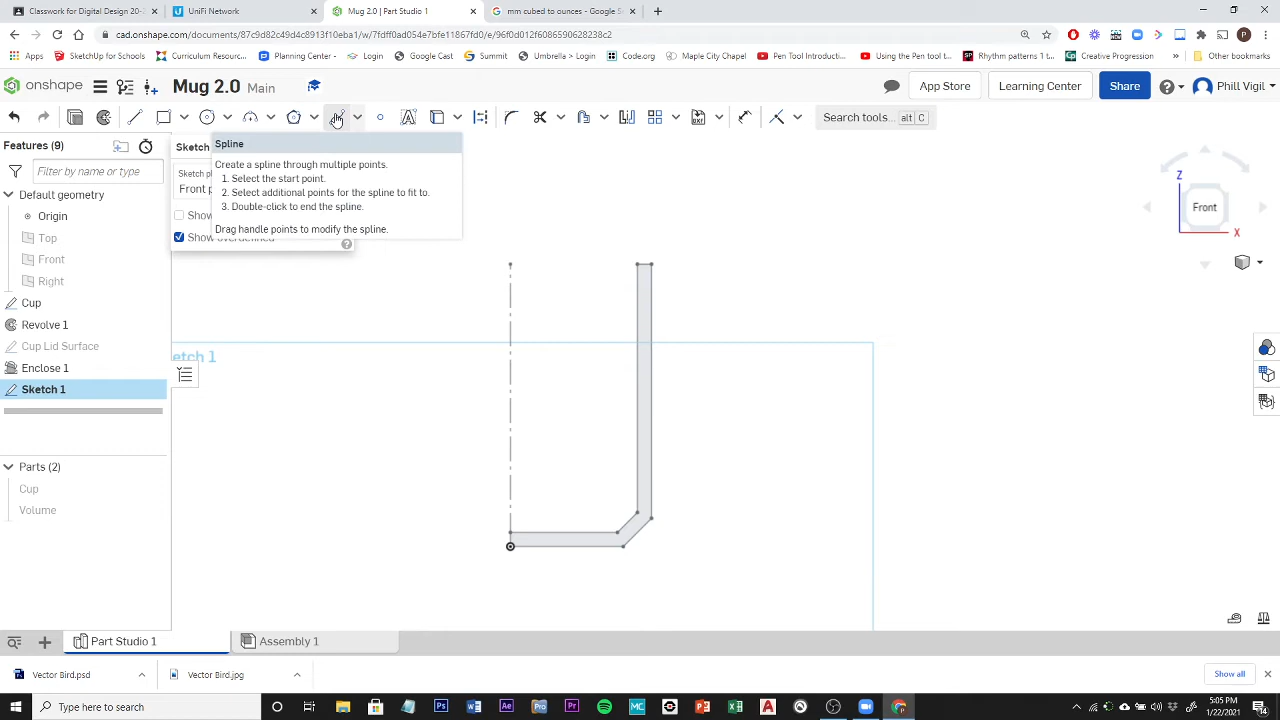 Classwork for Digital Design 20-
UniFi Network
Mug 2.0 | Part Studio 1
mm cubed to ounces - Google Se
cad.onshape.com/documents/87c9d82c49d4c8913f10eba1/w/7fdff0ad054e7bfe11867fd9/e/96f0d012f6086590628238c2
Apps
SketchUp for Schools
Curriculum Resourc...
Planning Center
Google Cast
Summit
Umbrella > Login
Code.org
Maple City Chapel
Pen Tool Introducti...
Using the Pen tool t...
Rhythm patterns 1 t...
Creative Progression
Other bookmarks
onshape
Mug 2.0 Main
App Store
Learning Center
Share
Phill Vigil
Search tools... alt C
Features (9)
Filter by name or type
Default geometry
Origin
Top
Front
Right
Cup
Revolve 1
Cup Lid Surface
Enclose 1
Sketch 1
Parts (2)
Cup
Volume
Sketch
Sketch pl
Front p
Show
Show overdefined
Spline
Create a spline through multiple points.
1. Select the start point.
2. Select additional points for the spline to fit to.
3. Double-click to end the spline.
Drag handle points to modify the spline.
etch 1
Z
Front
X
Part Studio 1
Assembly 1
Vector Bird.psd
Vector Bird.jpg
Show all
Type here to search
5:05 PM
1/22/2021